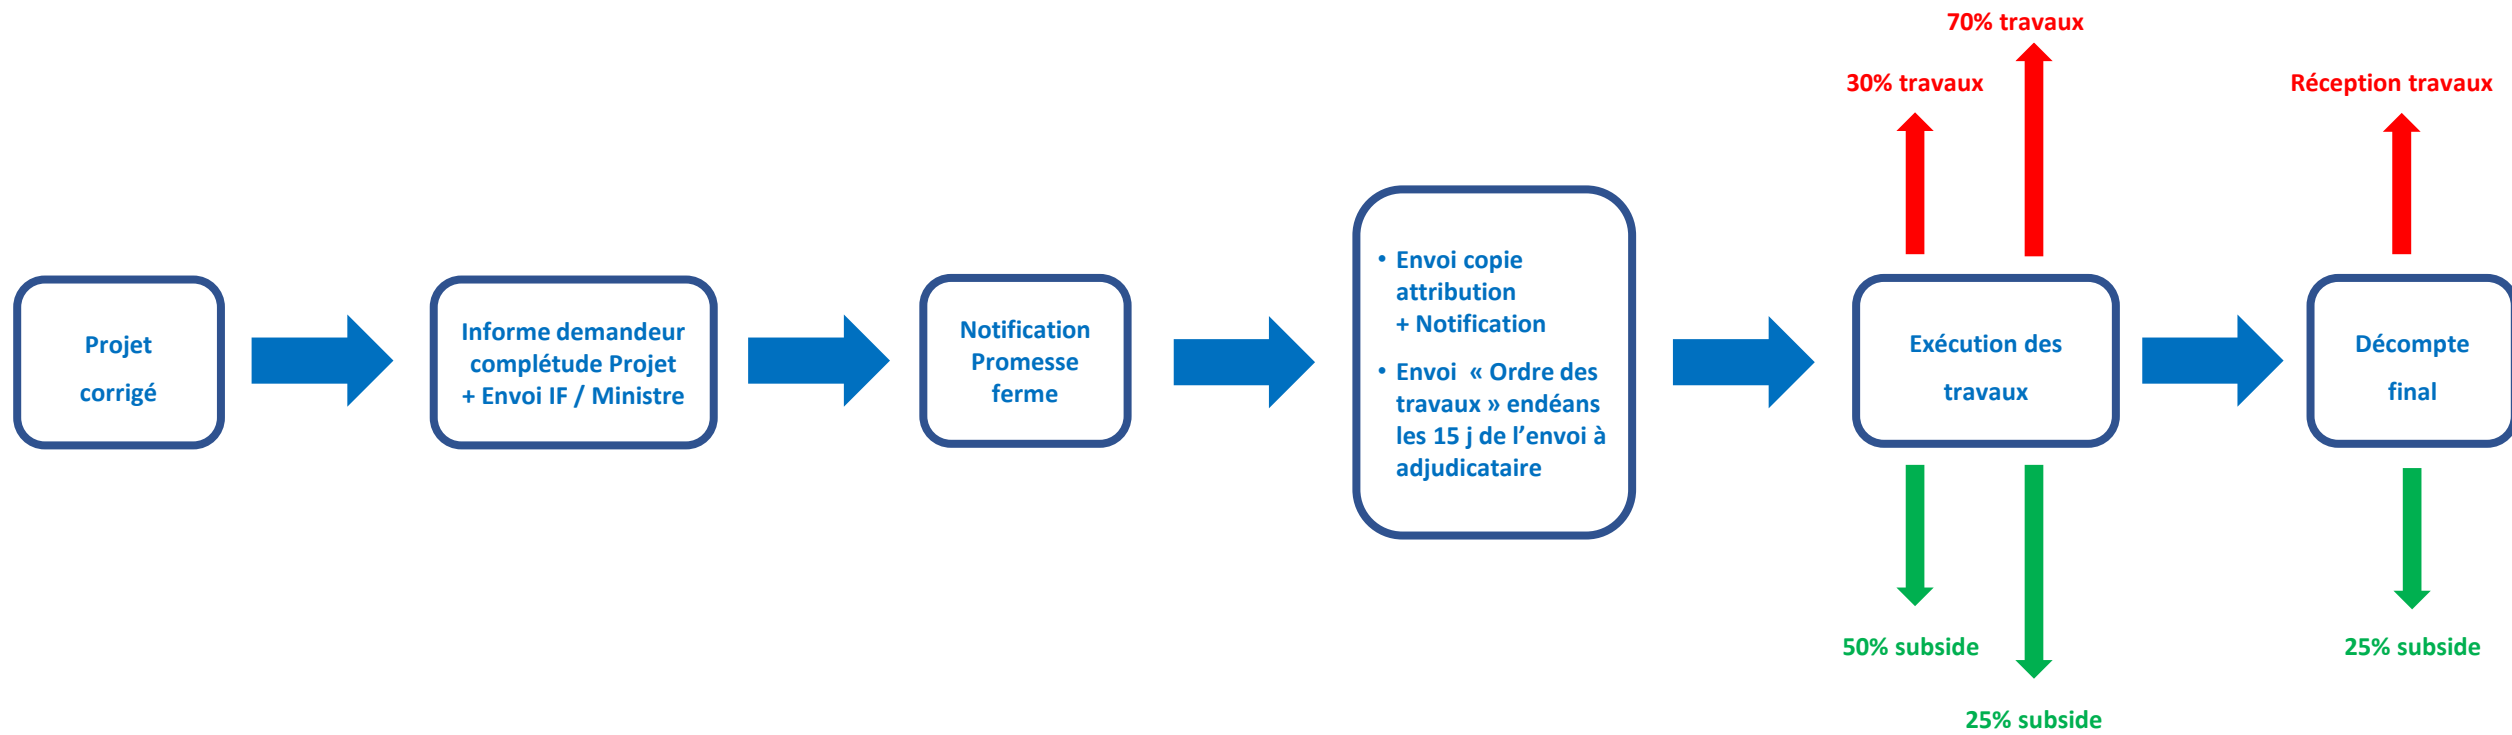 70% travaux
30% travaux
Réception travaux
Projet
corrigé
Informe demandeur
complétude Projet
+ Envoi IF / Ministre
Notification
Promesse
ferme
• Envoi copie
attribution
+ Notification
• Envoi « Ordre des
travaux » endéans
les 15 j de l’envoi à
adjudicataire
Exécution des
travaux
Décompte
final
50% subside
25% subside
25% subside